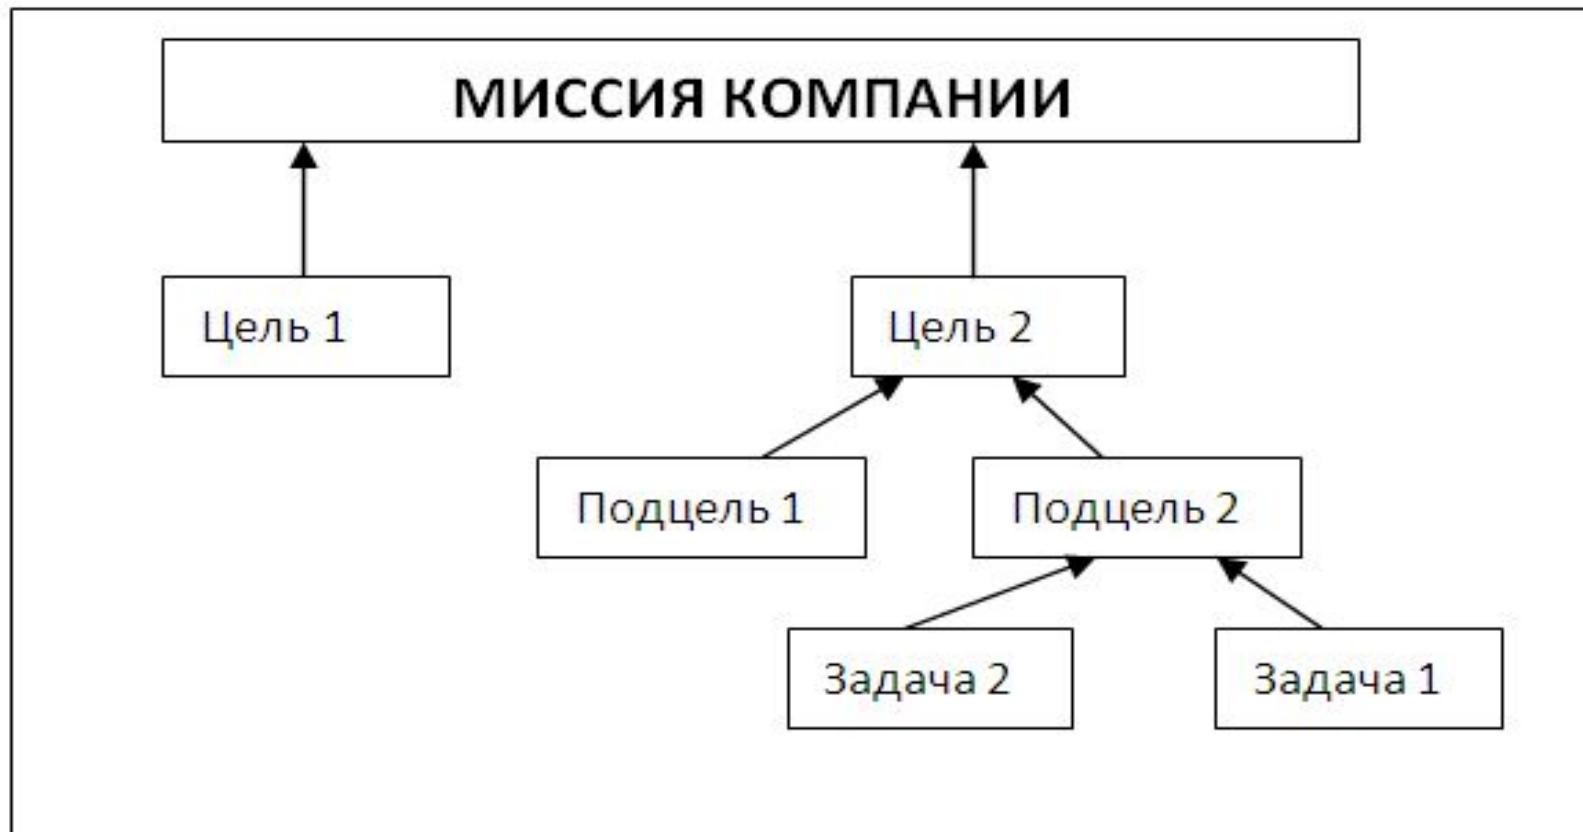 МИССИЯ КОМПАНИИ
Цель 1
Цель 2
Подцель 1
Подцель 2
Задача 2
Задача 1